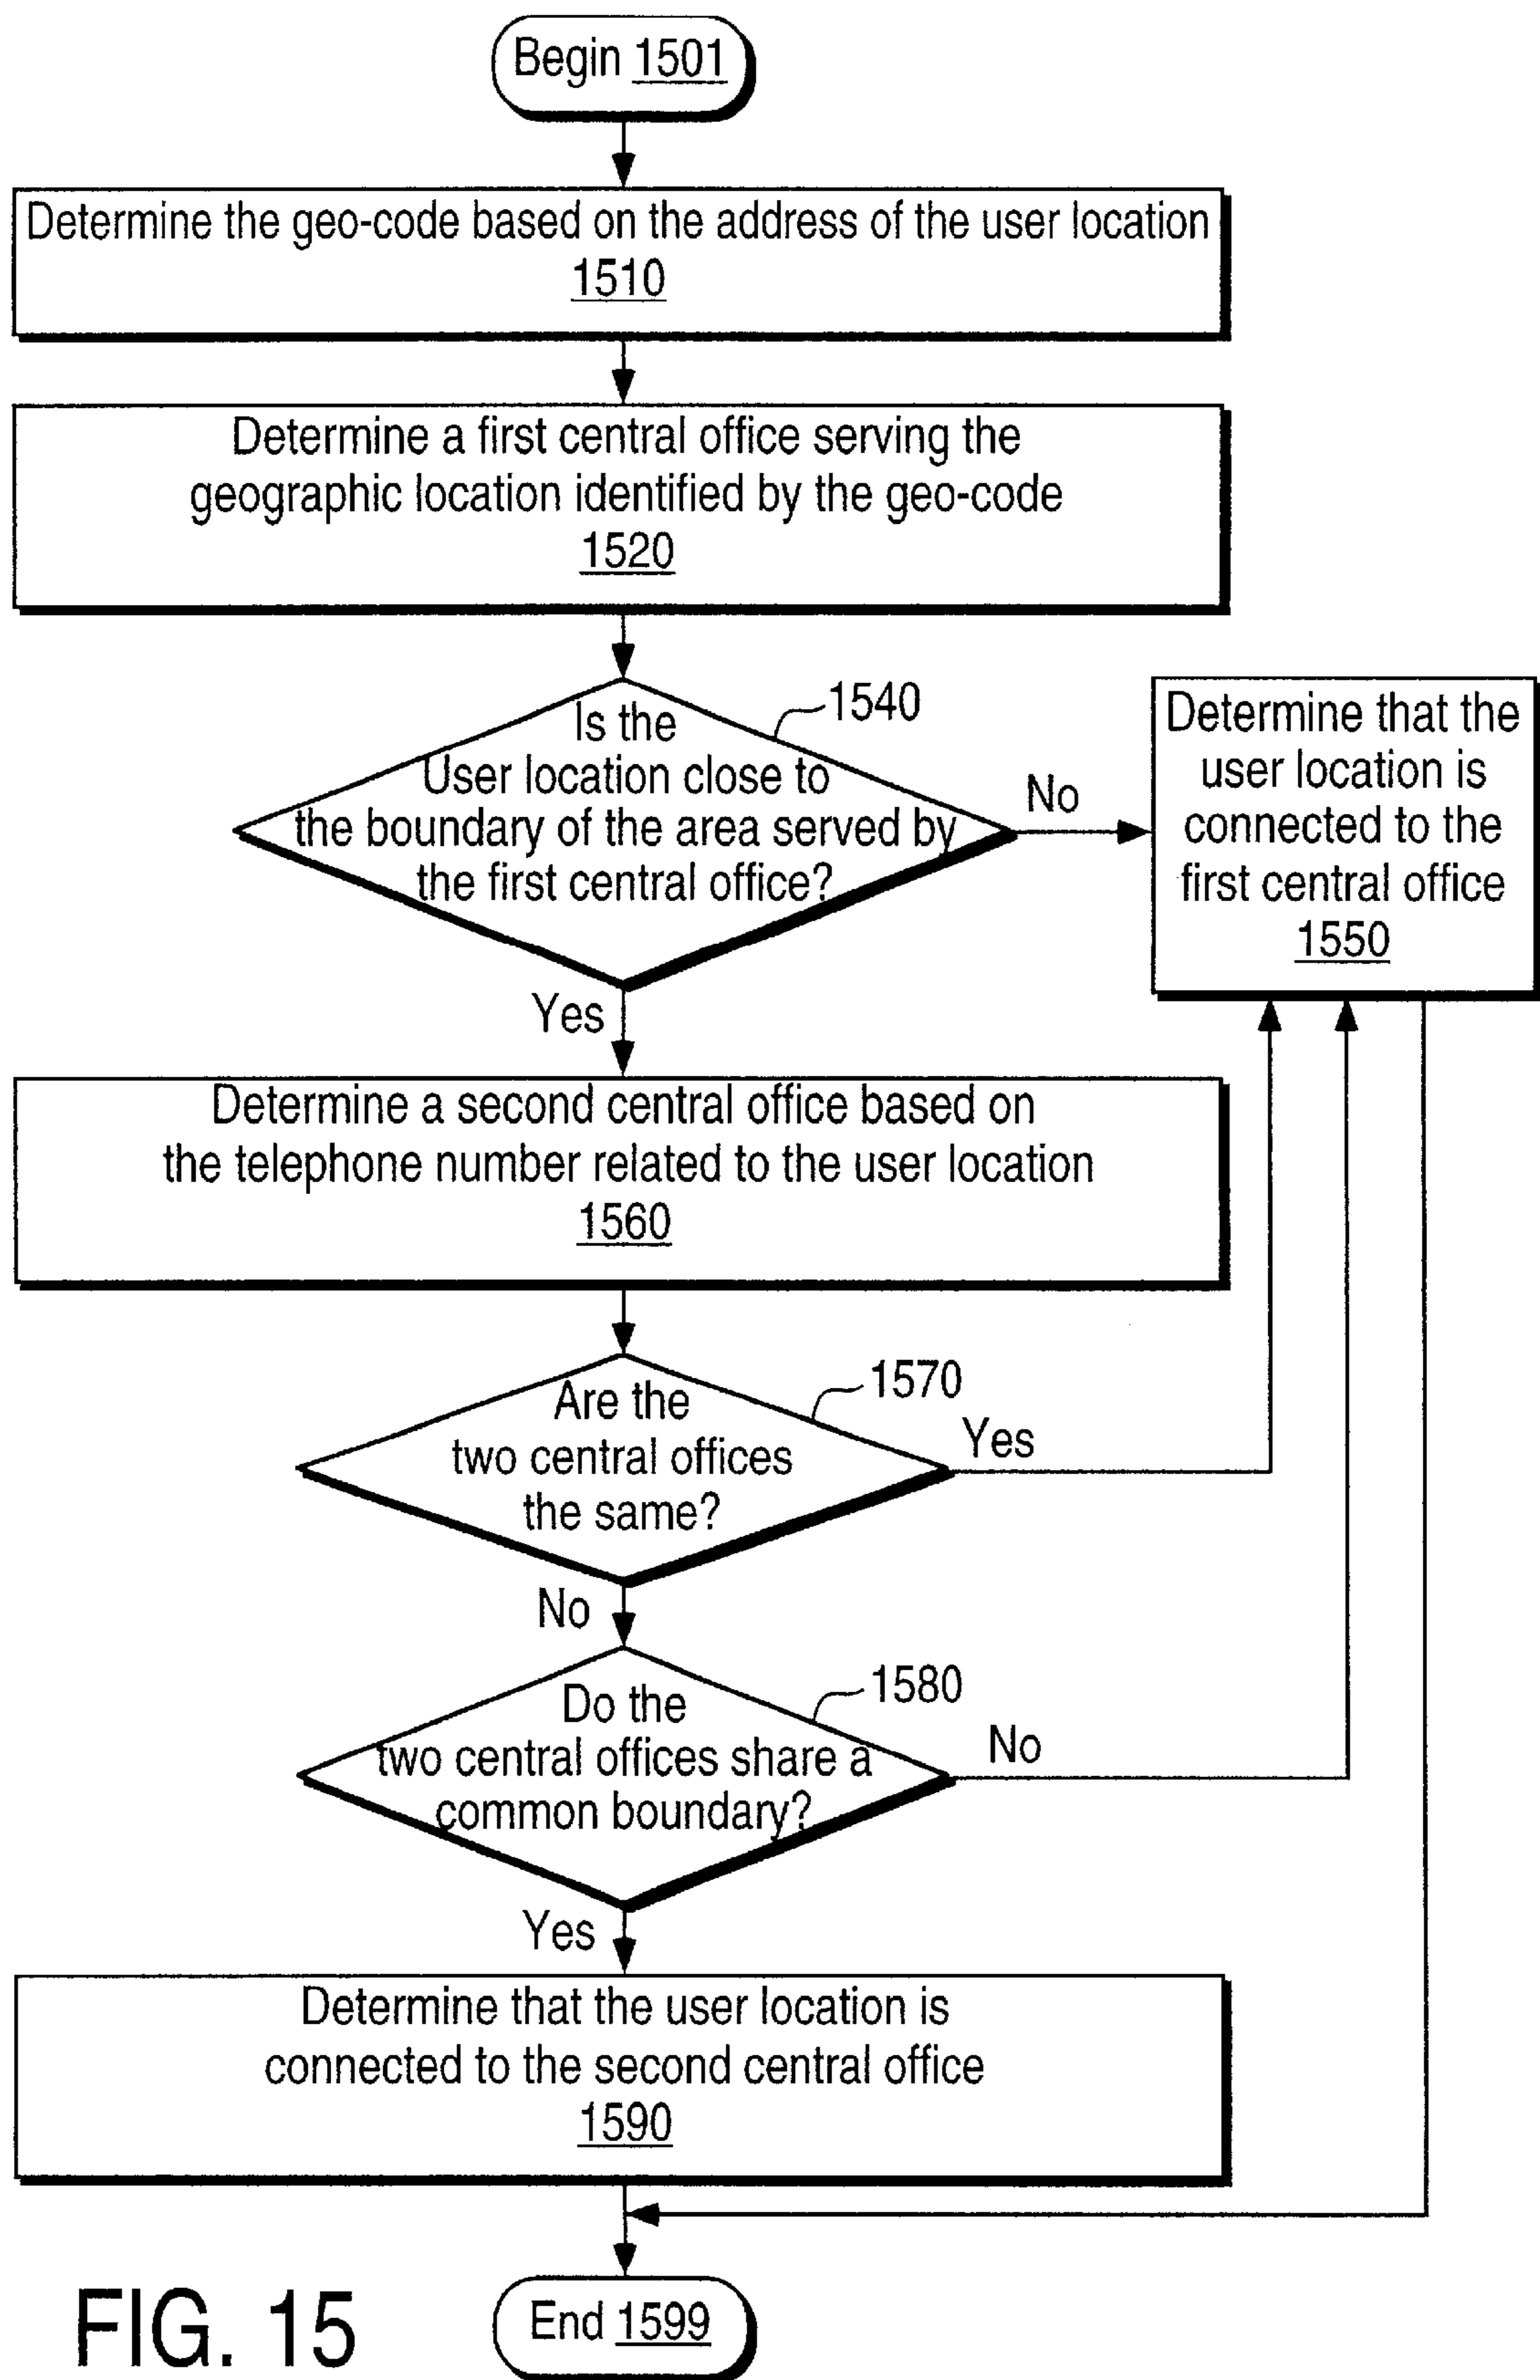 Begin 1501
Determine the geo-code based on the address of the user location
1510
Determine a first central office serving the
geographic location identified by the geo-code
1520
1540
Is the
User location close to
the boundary of the area served by
the first central office?
No
Determine that the
user location is
connected to the
first central office
1550
Yes
Determine a second central office based on
the telephone number related to the user location
1560
1570
Are the
two central offices
the same?
Yes
No
1580
Do the
two central offices share a
common boundary?
No
Yes
Determine that the user location is
connected to the second central office
1590
End 1599
FIG. 15